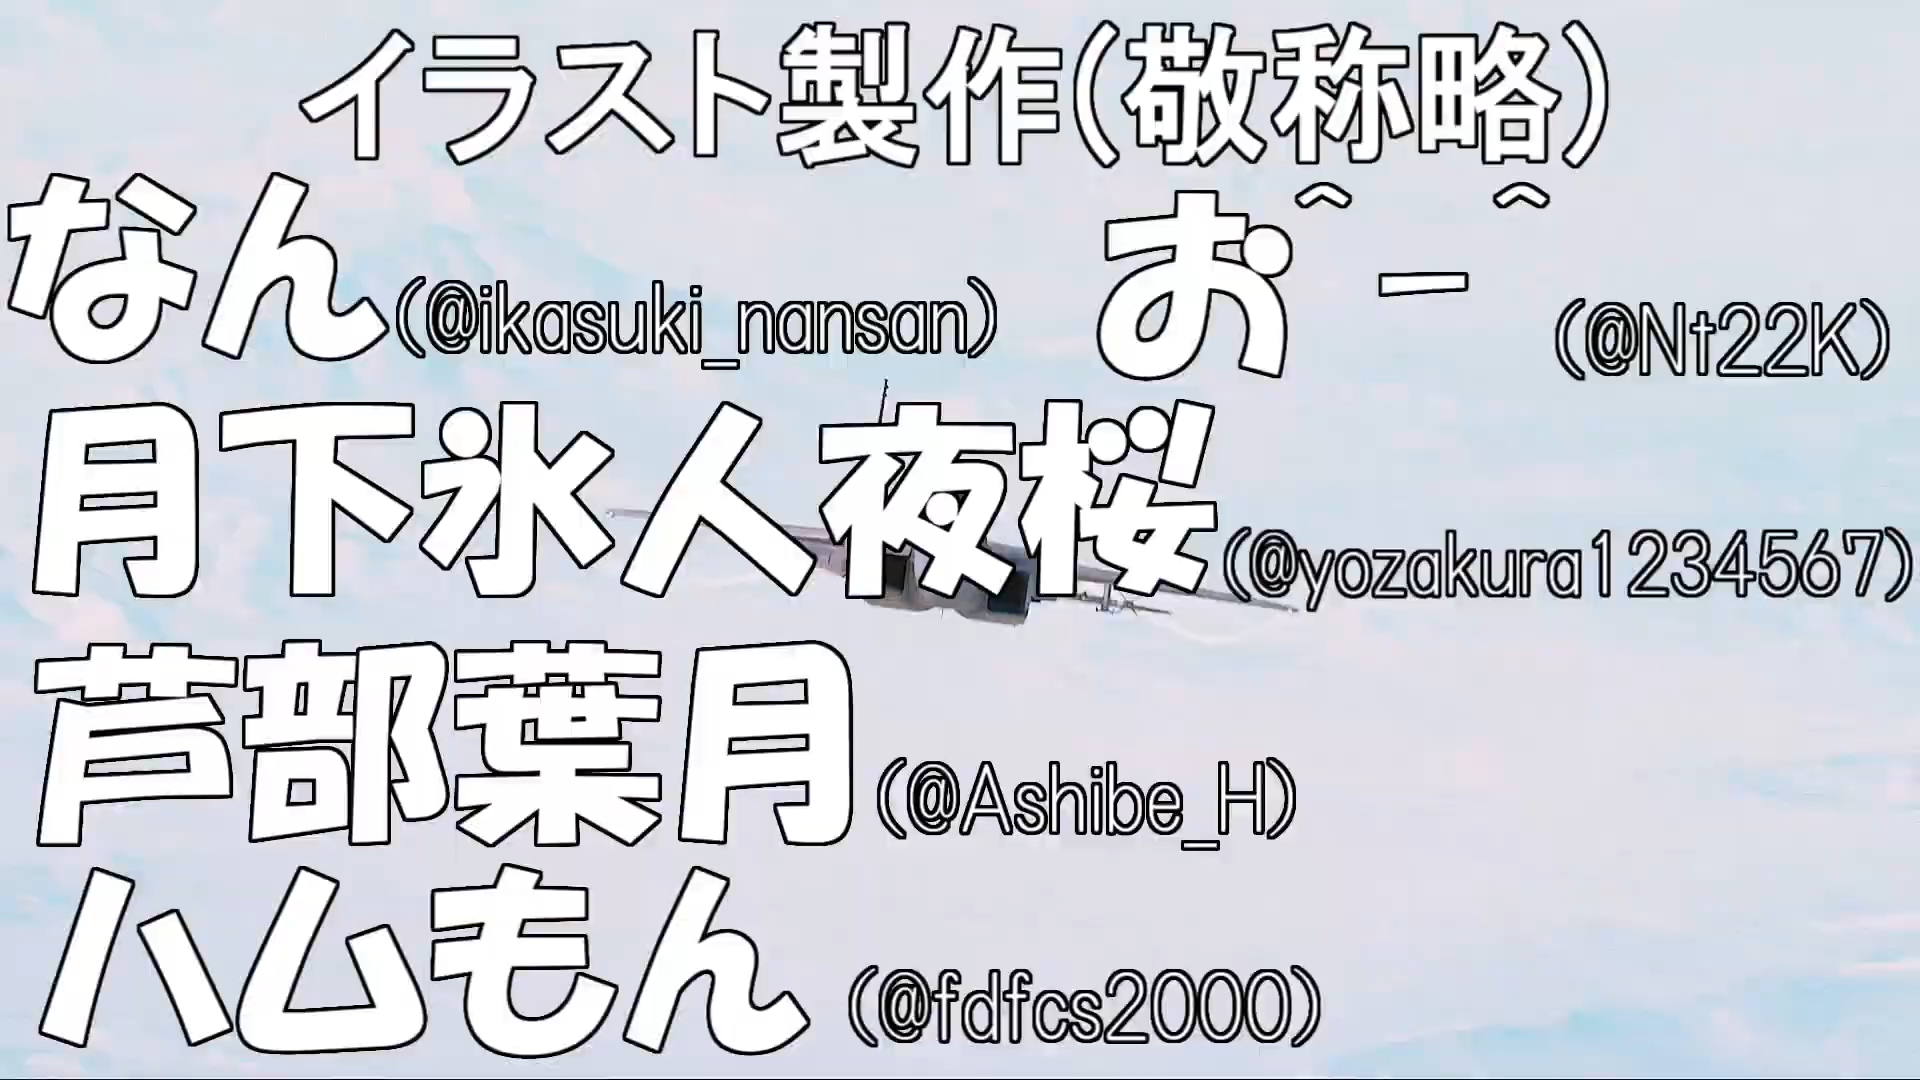 イラスト製作(敬称略)
なん(@ikasuki_nansan) お＾－＾(@Nt22K)
月下氷人夜桜(@yozakura1234567)
芦部葉月(@Ashibe_H)
ハムもん(@fdfcs2000)